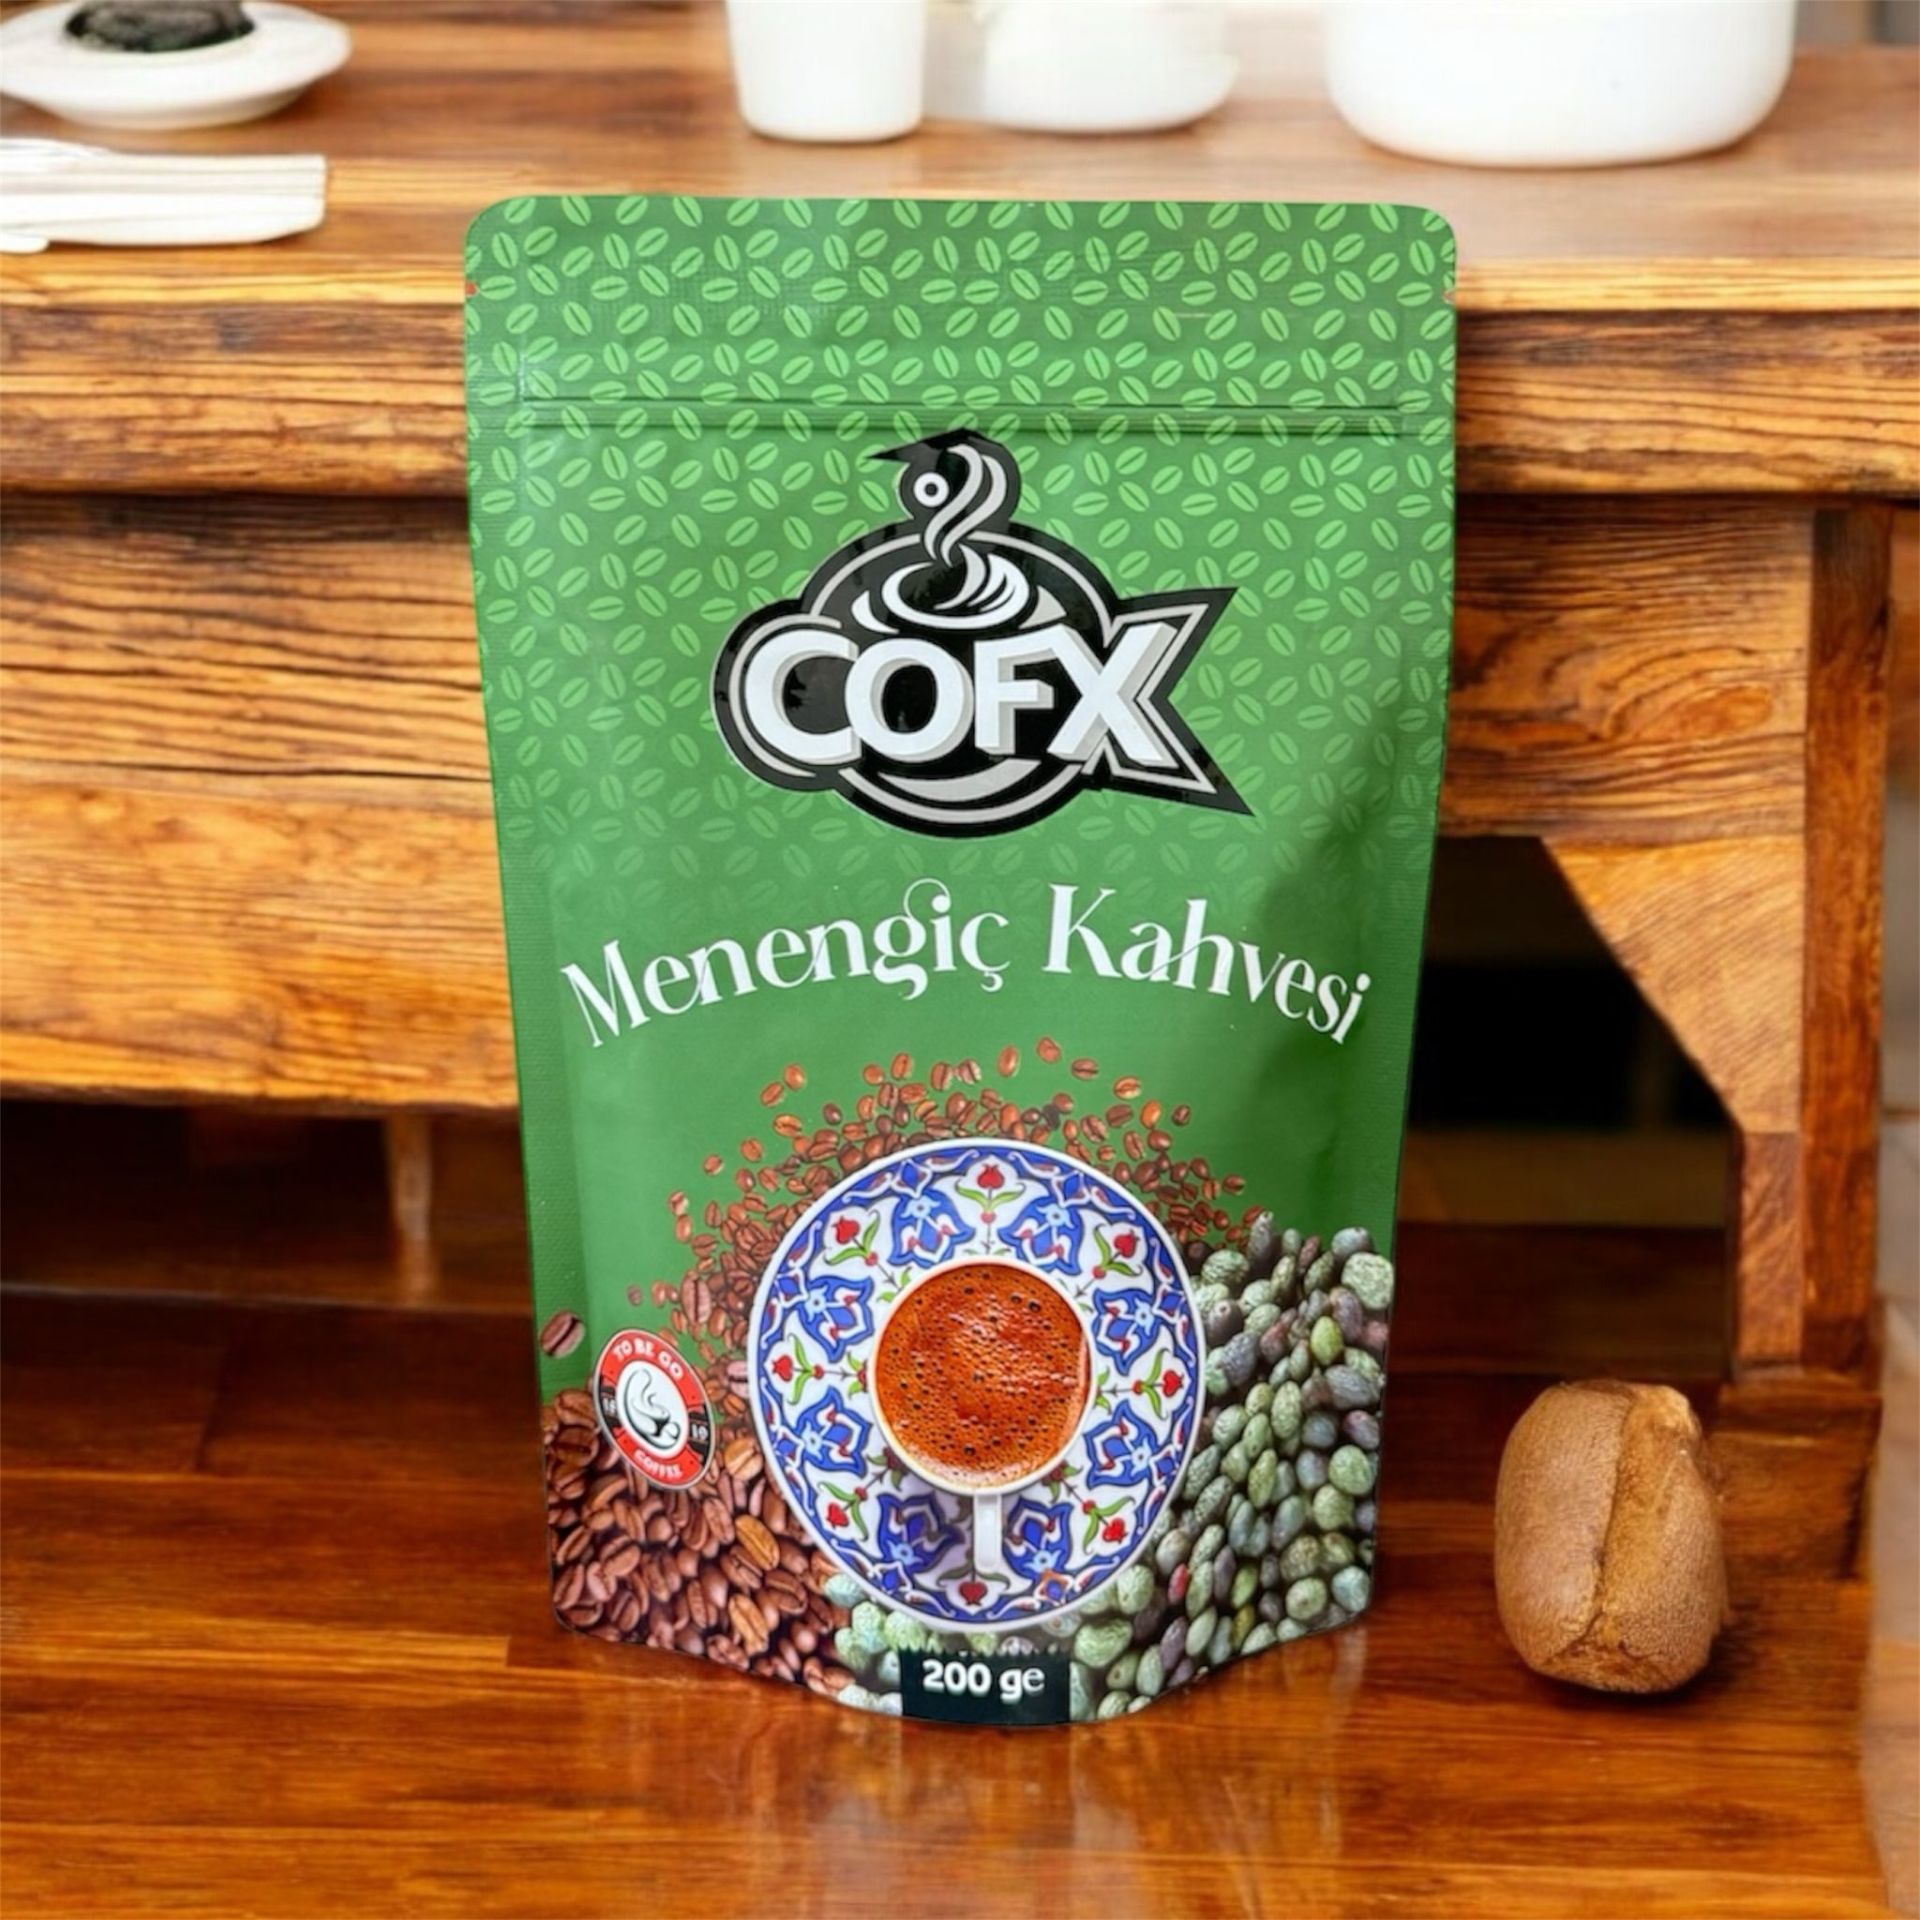 COFX
Menengiç Kahvesi
TO BE GO
COFFEE
200 ge